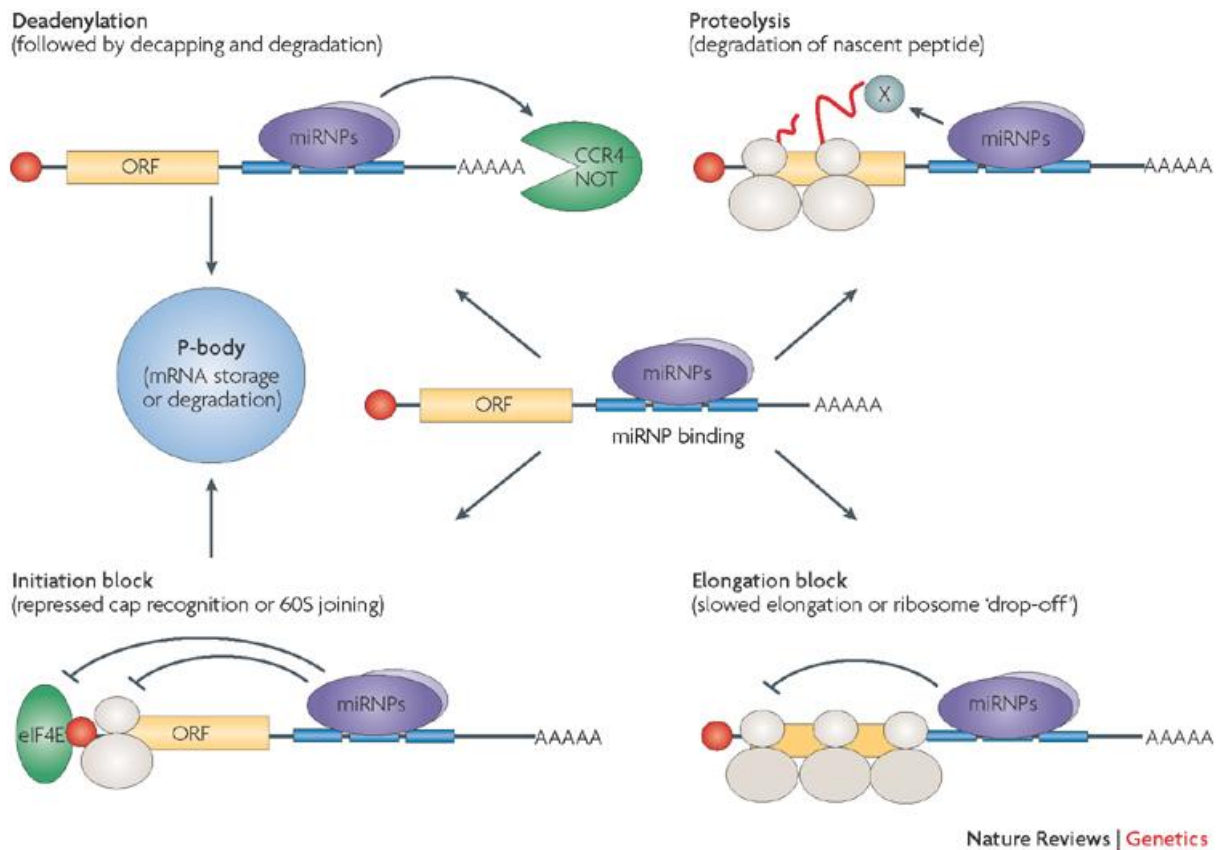 Deadenylation
(followed by decapping and degradation)
miRNPs
ORF
AAAAA
CCR4–
NOT
Proteolysis
(degradation of nascent peptide)
X
miRNPs
AAAAA
P-body
(mRNA storage
or degradation)
miRNPs
ORF
AAAAA
miRNP binding
Initiation block
(repressed cap recognition or 60S joining)
miRNPs
eIF4E
ORF
AAAAA
Elongation block
(slowed elongation or ribosome ‘drop-off’)
miRNPs
AAAAA
Nature Reviews | Genetics